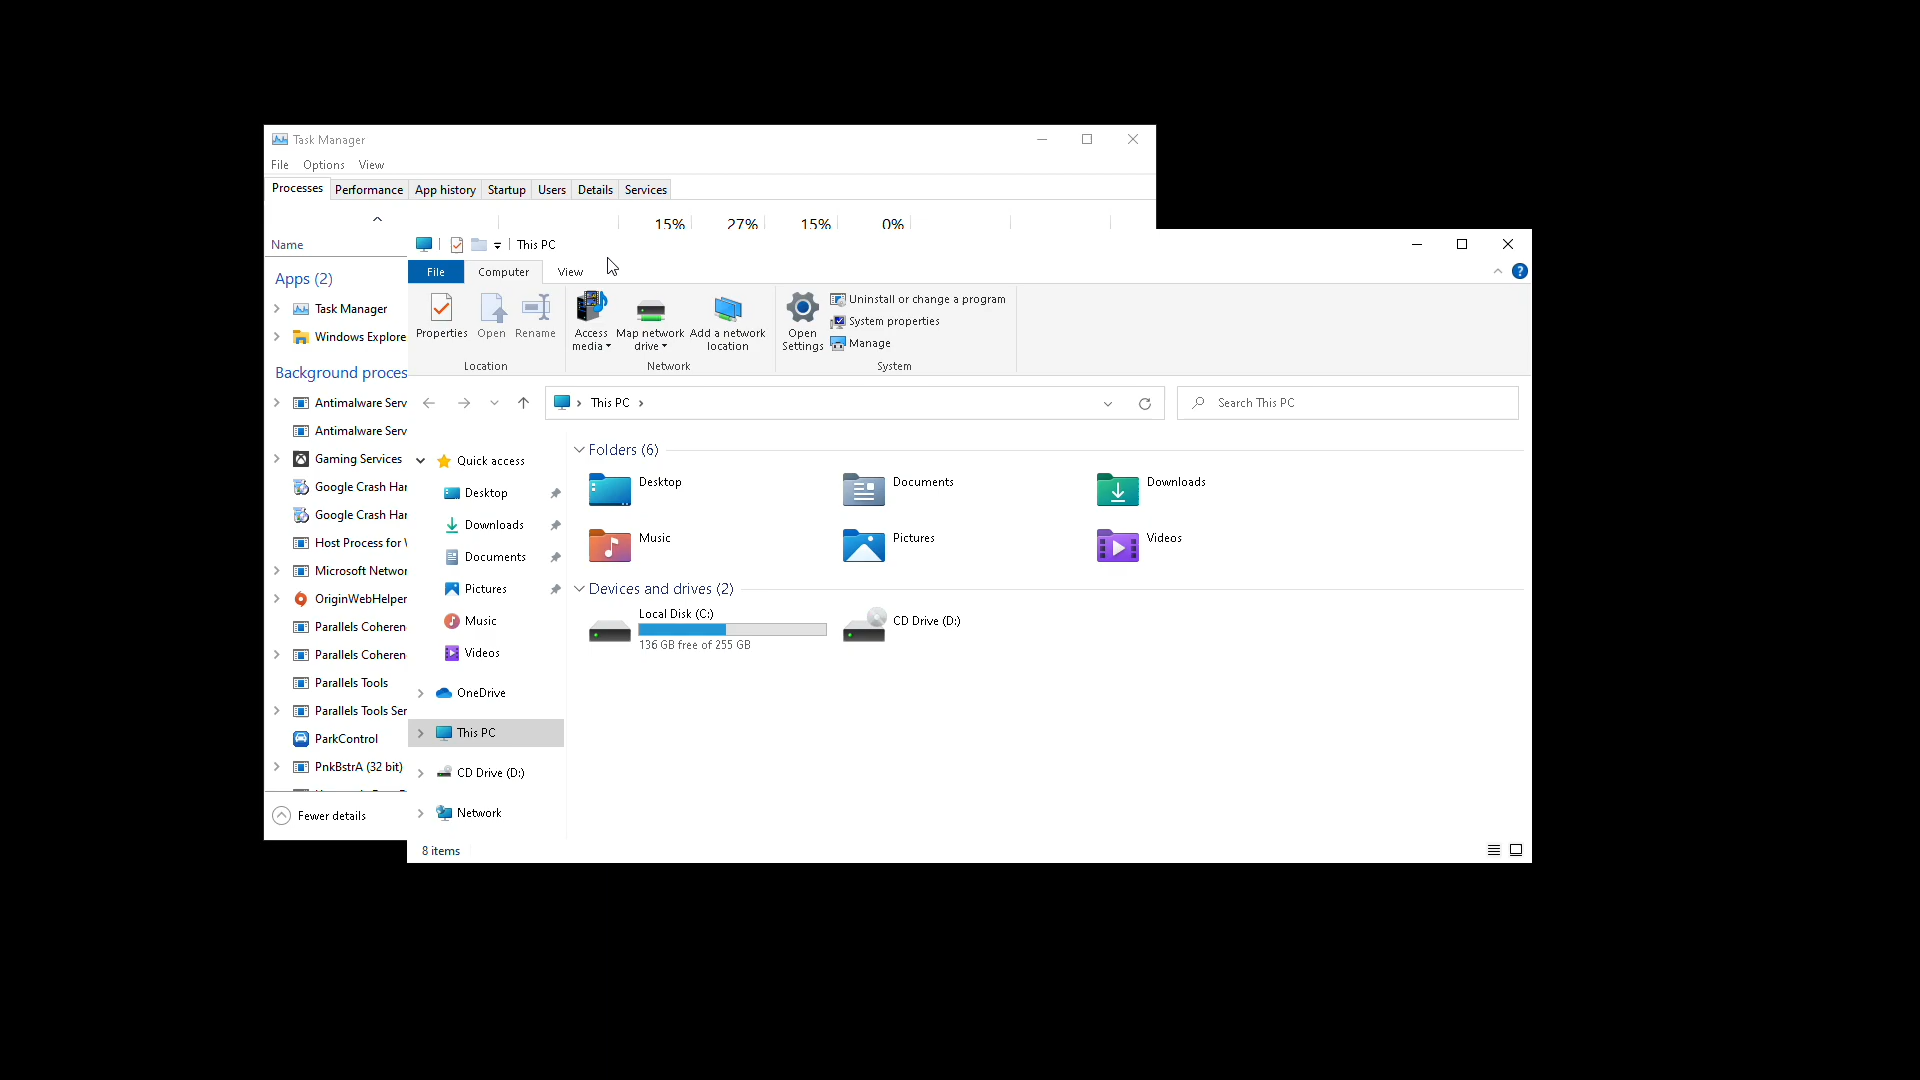 Task Manager
File Options View
Processes Performance App history Startup Users Details Services
15% 27% 15% 0%
Name
Apps (2)
Task Manager
Windows Explore
Background proces
Antimalware Serv
Antimalware Serv
Gaming Services
Google Crash Han
Google Crash Han
Host Process for W
Microsoft Networ
OriginWebHelper
Parallels Coheren
Parallels Coheren
Parallels Tools
Parallels Tools Ser
ParkControl
PnkBstrA (32 bit)
Fewer details
This PC
File Computer View
Properties Open Rename
Location
Access media
Map network drive
Add a network location
Network
Open Settings
Uninstall or change a program
System properties
Manage
System
This PC
Search This PC
Quick access
Desktop
Downloads
Documents
Pictures
Music
Videos
OneDrive
This PC
CD Drive (D:)
Network
Folders (6)
Desktop Documents Downloads
Music Pictures Videos
Devices and drives (2)
Local Disk (C:)
136 GB free of 255 GB
CD Drive (D:)
8 items